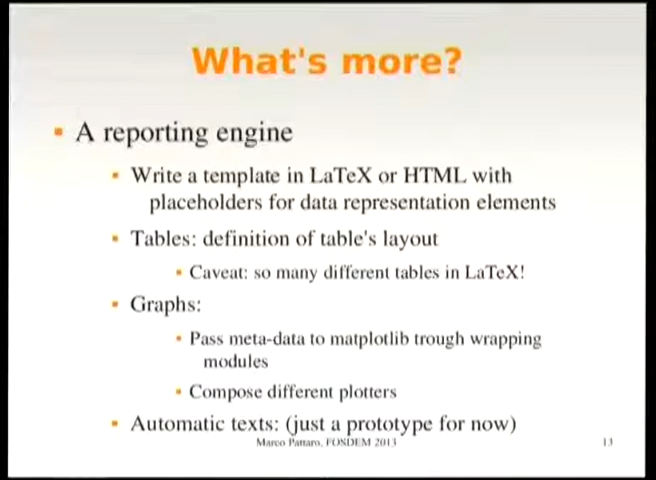 What's more?
A reporting engine
Write a template in LaTeX or HTML with
placeholders for data representation elements
Tables: definition of table's layout
Caveat: so many different tables in LaTeX!
Graphs:
Pass meta-data to matplotlib trough wrapping
modules
Compose different plotters
Automatic texts: (just a prototype for now)
Marco Pattaro, FOSDEM 2013
13